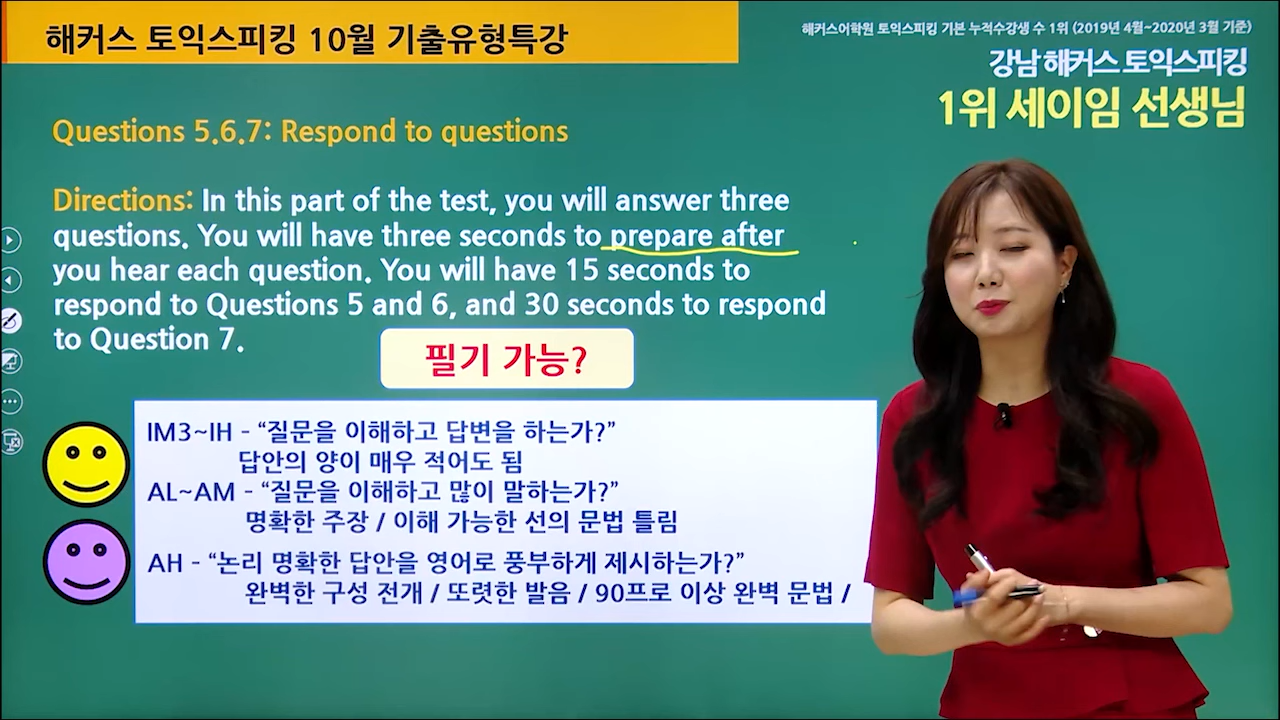 해커스 토익스피킹 10월 기출유형특강
해커스어학원 토익스피킹 기본 누적수강생 수 1위 (2019년 4월~2020년 3월 기준)
강남 해커스 토익스피킹
1위 세이임 선생님
Questions 5.6.7: Respond to questions
Directions: In this part of the test, you will answer three
questions. You will have three seconds to prepare after
you hear each question. You will have 15 seconds to
respond to Questions 5 and 6, and 30 seconds to respond
to Question 7.
필기 가능?
IM3~IH - “질문을 이해하고 답변을 하는가?”
답안의 양이 매우 적어도 됨
AL~AM - “질문을 이해하고 많이 말하는가?”
명확한 주장 / 이해 가능한 선의 문법 틀림
AH - “논리 명확한 답안을 영어로 풍부하게 제시하는가?”
완벽한 구성 전개 / 또렷한 발음 / 90프로 이상 완벽 문법 /